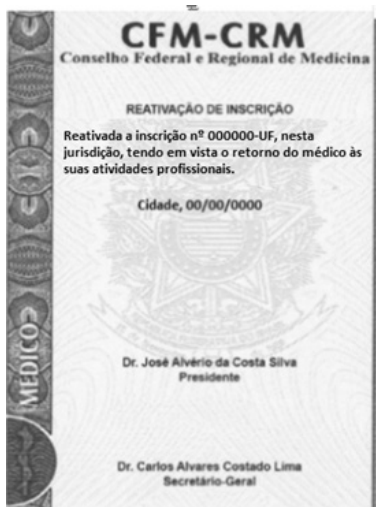 CFM-CRM
Conselho Federal e Regional de Medicina
REATIVAÇÃO DE INSCRIÇÃO
Reativada a inscrição nº 000000-UF, nesta
jurisdição, tendo em vista o retorno do médico às
suas atividades profissionais.
Cidade, 00/00/0000
MÉDICO
Dr. José Alvério da Costa Silva
Presidente
Dr. Carlos Alvares Costado Lima
Secretário-Geral